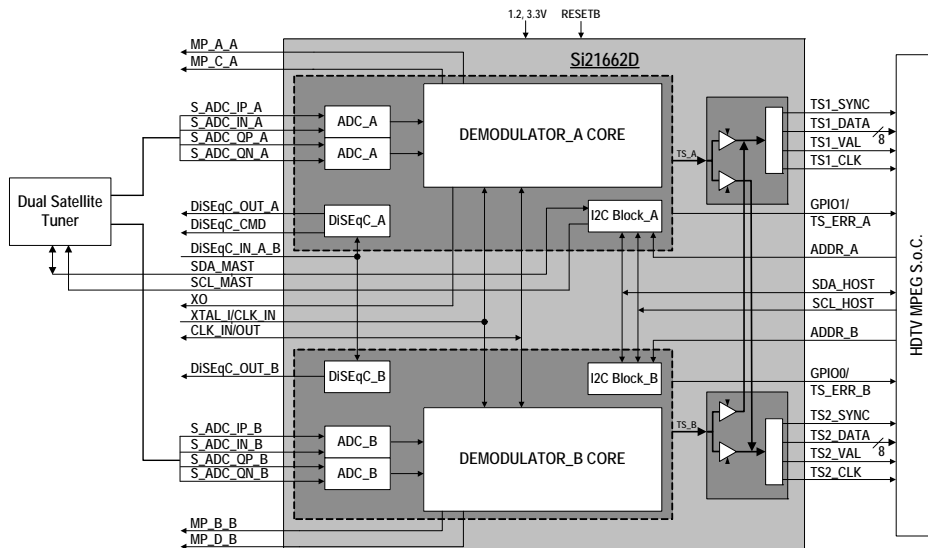 1.2, 3.3V
RESETB
Si21662D
MP_A_A
MP_C_A
S_ADC_IP_A
S_ADC_IN_A
S_ADC_QP_A
S_ADC_QN_A
ADC_A
ADC_A
DEMODULATOR_A CORE
TS_A
TS1_SYNC
TS1_DATA
8
TS1_VAL
TS1_CLK
Dual Satellite
Tuner
DiSEqC_OUT_A
DiSEqC_CMD
DiSEqC_A
I2C Block_A
GPIO1/
TS_ERR_A
DiSEqC_IN_A_B
SDA_MAST
SCL_MAST
XO
XTAL_I/CLK_IN
CLK_IN/OUT
ADDR_A
SDA_HOST
SCL_HOST
ADDR_B
HDTV MPEG S.o.C.
DiSEqC_OUT_B
DiSEqC_B
I2C Block_B
GPIO0/
TS_ERR_B
S_ADC_IP_B
S_ADC_IN_B
S_ADC_QP_B
S_ADC_QN_B
ADC_B
ADC_B
DEMODULATOR_B CORE
TS_B
TS2_SYNC
TS2_DATA
8
TS2_VAL
TS2_CLK
MP_B_B
MP_D_B